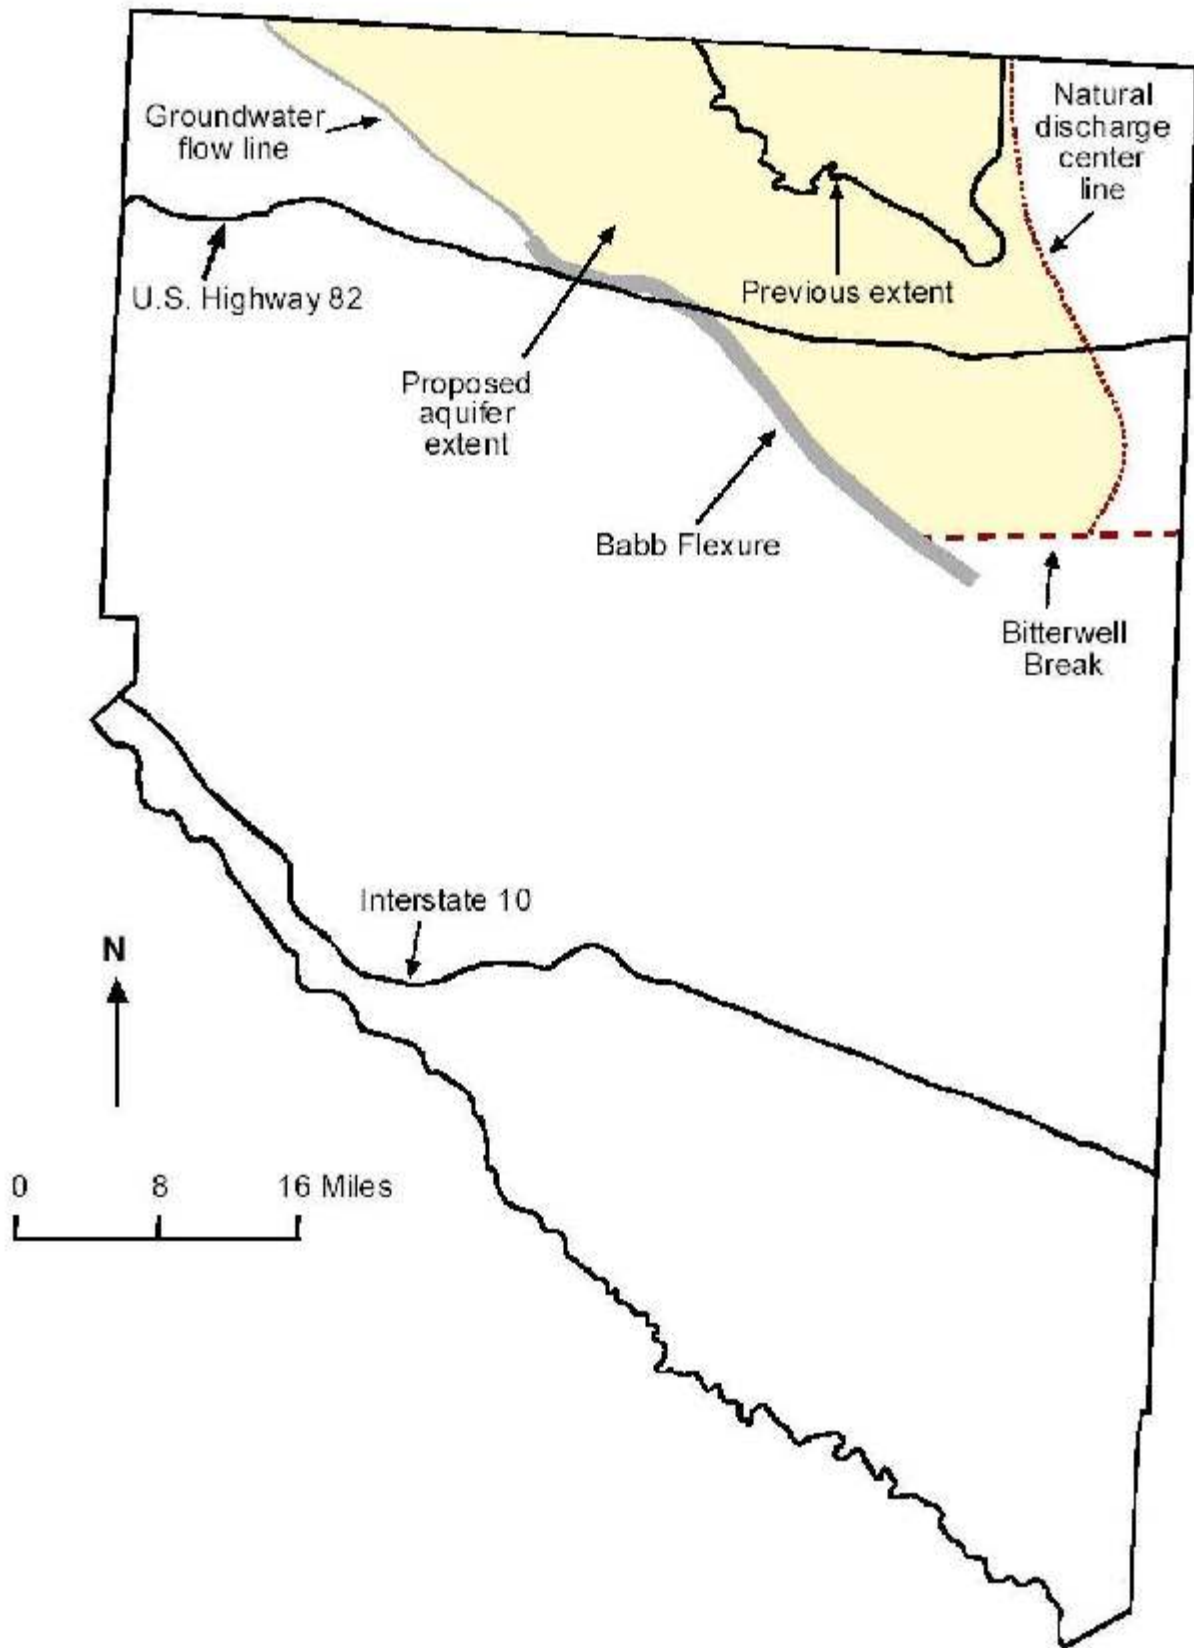 Groundwater
flow line
Natural
discharge
center
line
U.S. Highway 82
Previous extent
Proposed
aquifer
extent
Babb Flexure
Bitterwell
Break
Interstate 10
N
0 8 16 Miles